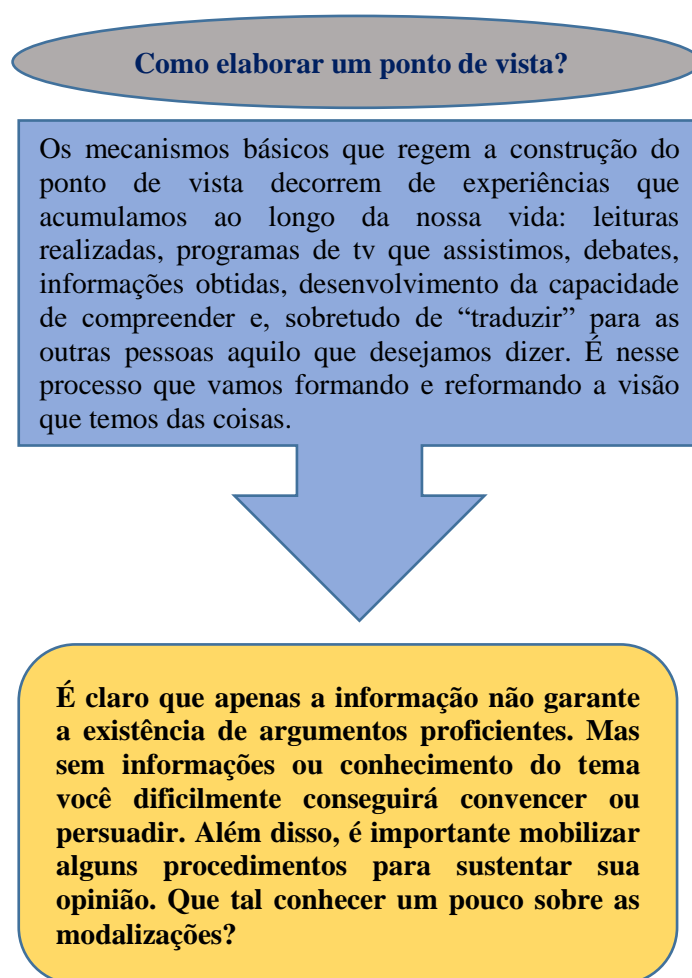 Como elaborar um ponto de vista?
Os mecanismos básicos que regem a construção do
ponto de vista decorrem de experiências que
acumulamos ao longo da nossa vida: leituras
realizadas, programas de tv que assistimos, debates,
informações obtidas, desenvolvimento da capacidade
de compreender e, sobretudo de “traduzir” para as
outras pessoas aquilo que desejamos dizer. É nesse
processo que vamos formando e reformando a visão
que temos das coisas.
É claro que apenas a informação não garante
a existência de argumentos proficientes. Mas
sem informações ou conhecimento do tema
você dificilmente conseguirá convencer ou
persuadir. Além disso, é importante mobilizar
alguns procedimentos para sustentar sua
opinião. Que tal conhecer um pouco sobre as
modalizações?